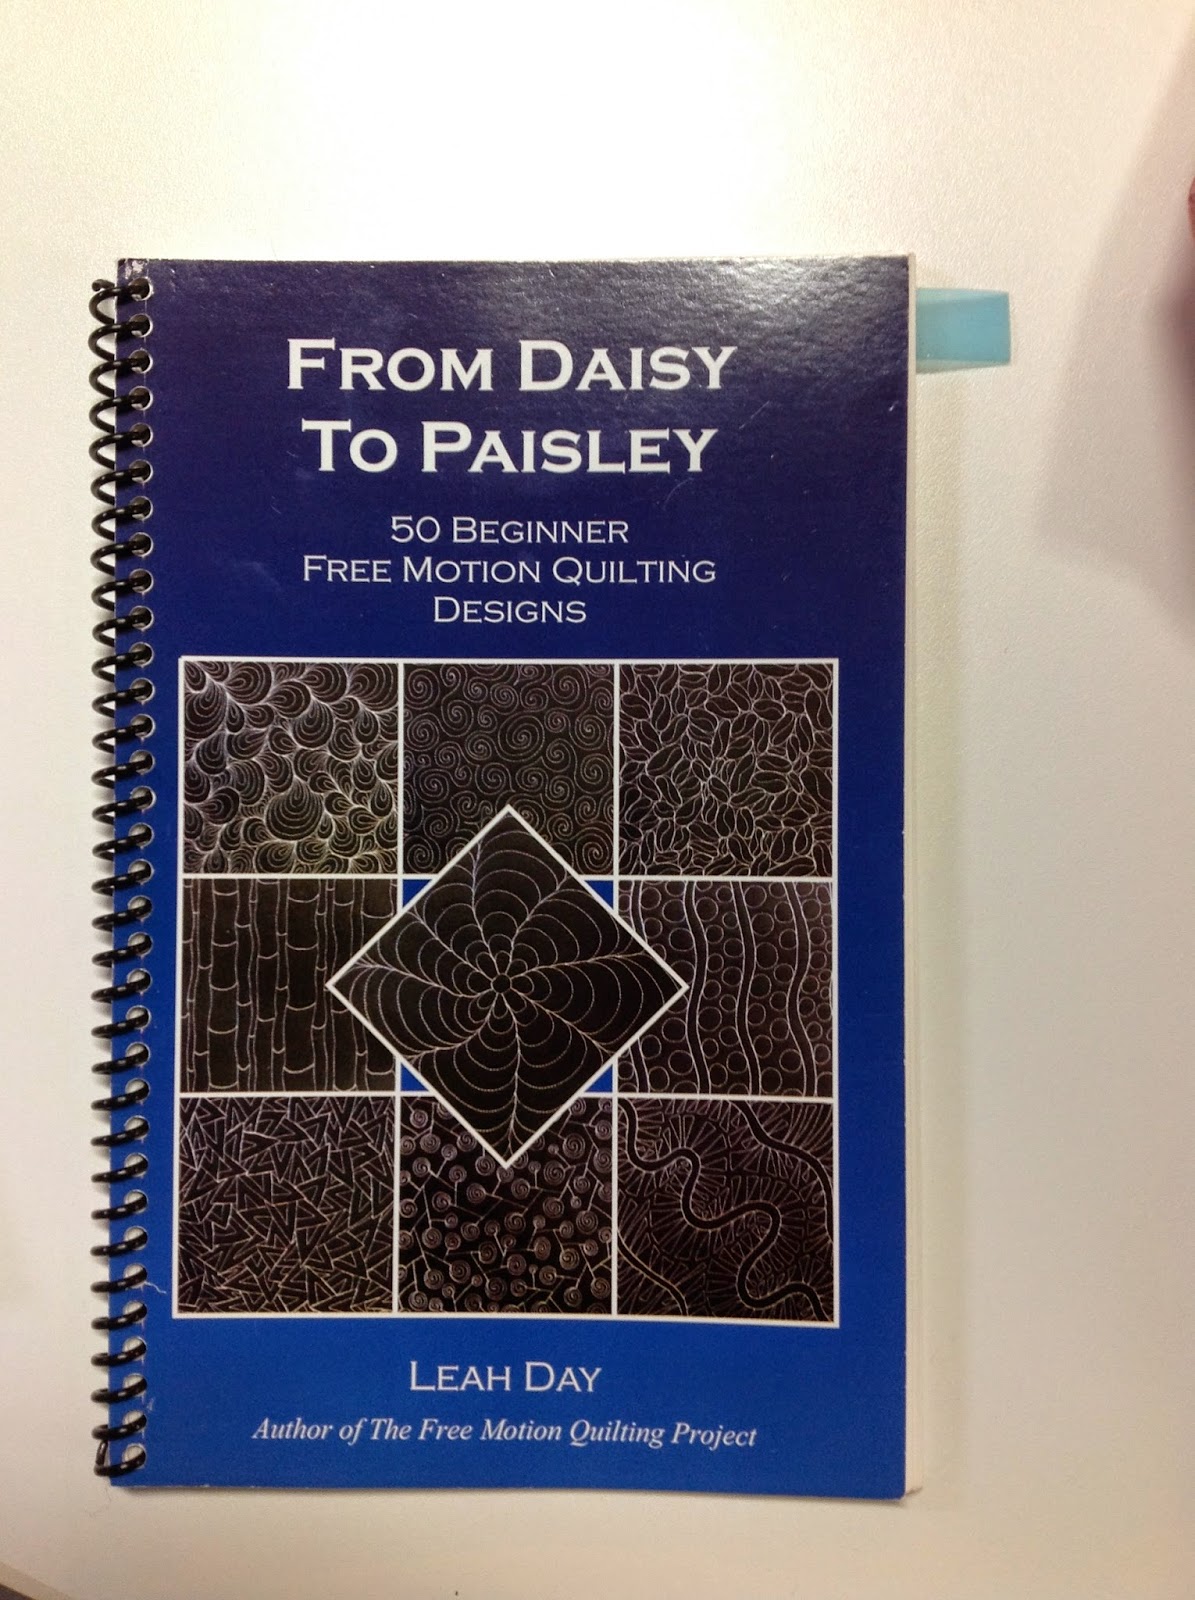 FROM DAISY
TO PAISLEY
50 BEGINNER
FREE MOTION QUILTING
DESIGNS
LEAH DAY
Author of The Free Motion Quilting Project